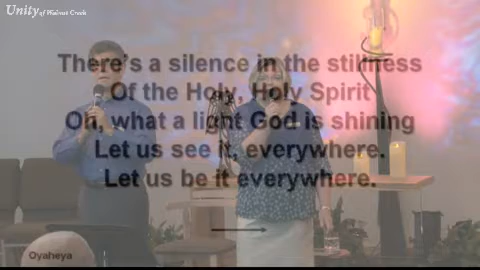 Unity of Walnut Creek
There's a silence in the stillness
Of the Holy, Holy Spirit
Oh, what a light God is shining
Let us see it everywhere.
Let us be it everywhere.
Oyaheya